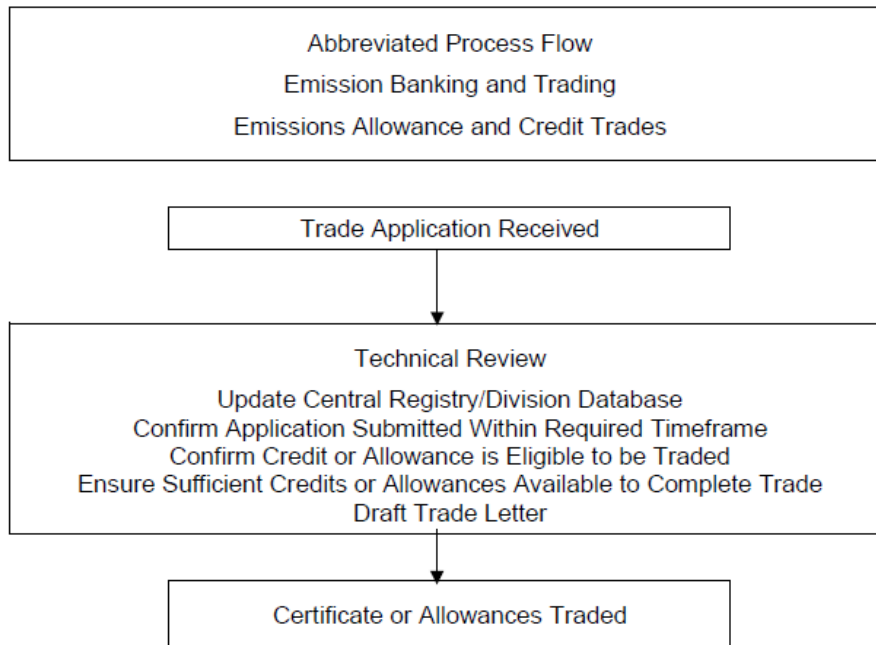 Abbreviated Process Flow
Emission Banking and Trading
Emissions Allowance and Credit Trades
Trade Application Received
Technical Review
Update Central Registry/Division Database
Confirm Application Submitted Within Required Timeframe
Confirm Credit or Allowance is Eligible to be Traded
Ensure Sufficient Credits or Allowances Available to Complete Trade
Draft Trade Letter
Certificate or Allowances Traded